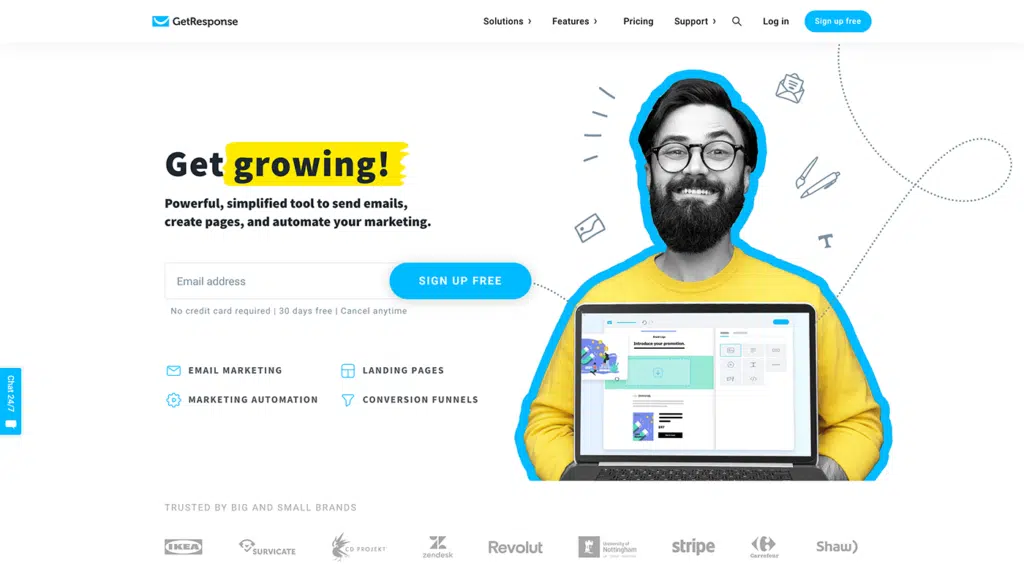 GetResponse
Solutions
Features
Pricing
Support
Log in
Sign up free
Get growing!
Powerful, simplified tool to send emails,
create pages, and automate your marketing.
Email address
SIGN UP FREE
No credit card required | 30 days free | Cancel anytime
EMAIL MARKETING
LANDING PAGES
MARKETING AUTOMATION
CONVERSION FUNNELS
Chat 24/7
Introduce your promotion.
TRUSTED BY BIG AND SMALL BRANDS
IKEA
SURVICATE
CD PROJEKT
zendesk
Revolut
University of
Nottingham
stripe
Carrefour
Shaw)